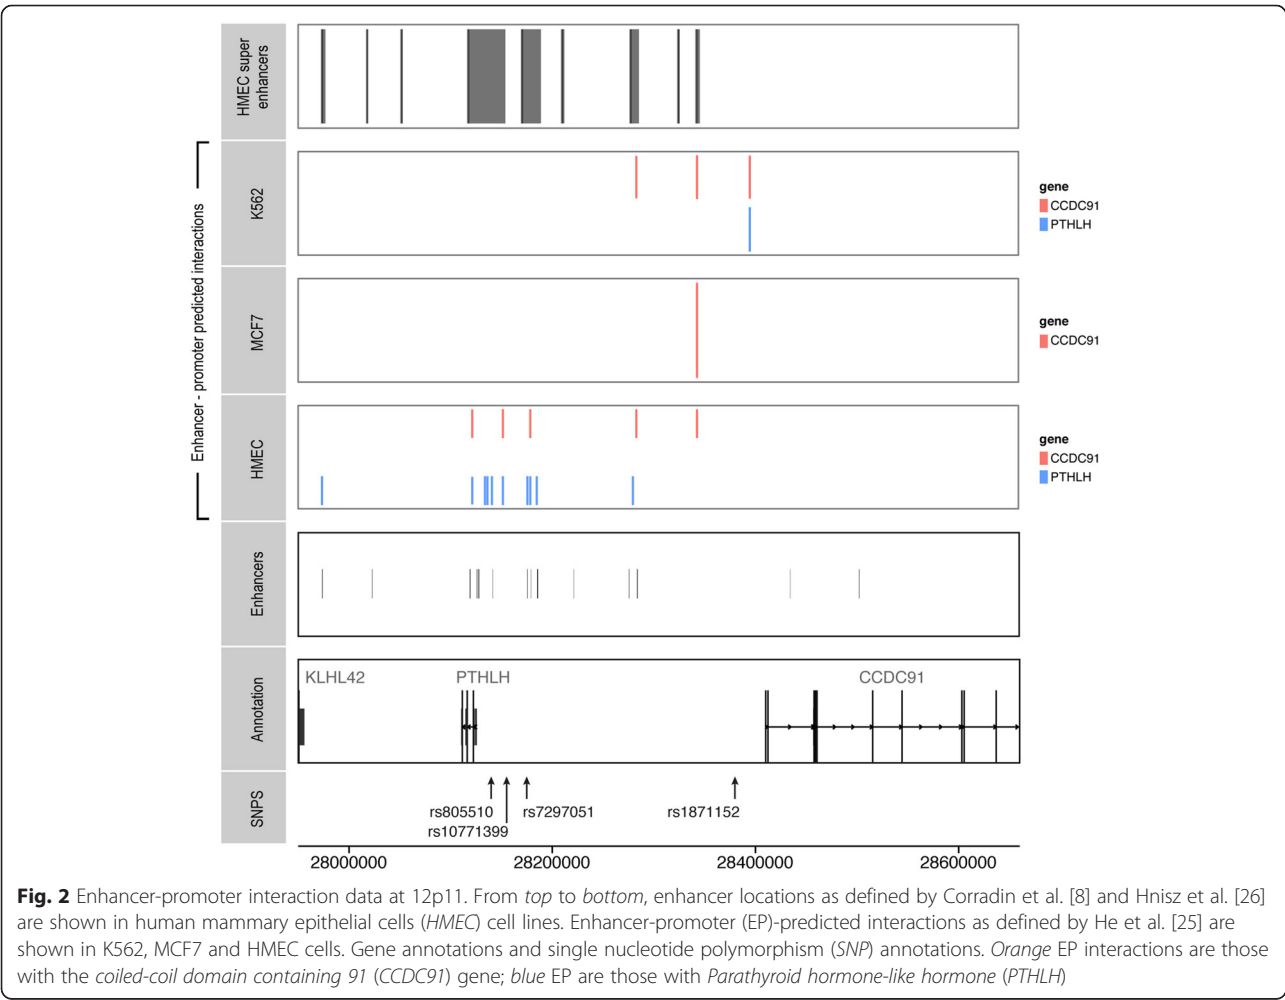 HMEC super
enhancers
Enhancer - promoter predicted interactions
K562
gene
CCDC91
PTHLH
MCF7
gene
CCDC91
HMEC
gene
CCDC91
PTHLH
Enhancers
Annotation
KLHL42
PTHLH
CCDC91
SNPS
rs805510
rs7297051
rs1871152
rs10771399
28000000
28200000
28400000
28600000
Fig. 2 Enhancer-promoter interaction data at 12p11. From top to bottom, enhancer locations as defined by Corradin et al. [8] and Hnisz et al. [26]
are shown in human mammary epithelial cells (HMEC) cell lines. Enhancer-promoter (EP)-predicted interactions as defined by He et al. [25] are
shown in K562, MCF7 and HMEC cells. Gene annotations and single nucleotide polymorphism (SNP) annotations. Orange EP interactions are those
with the coiled-coil domain containing 91 (CCDC91) gene; blue EP are those with Parathyroid hormone-like hormone (PTHLH)